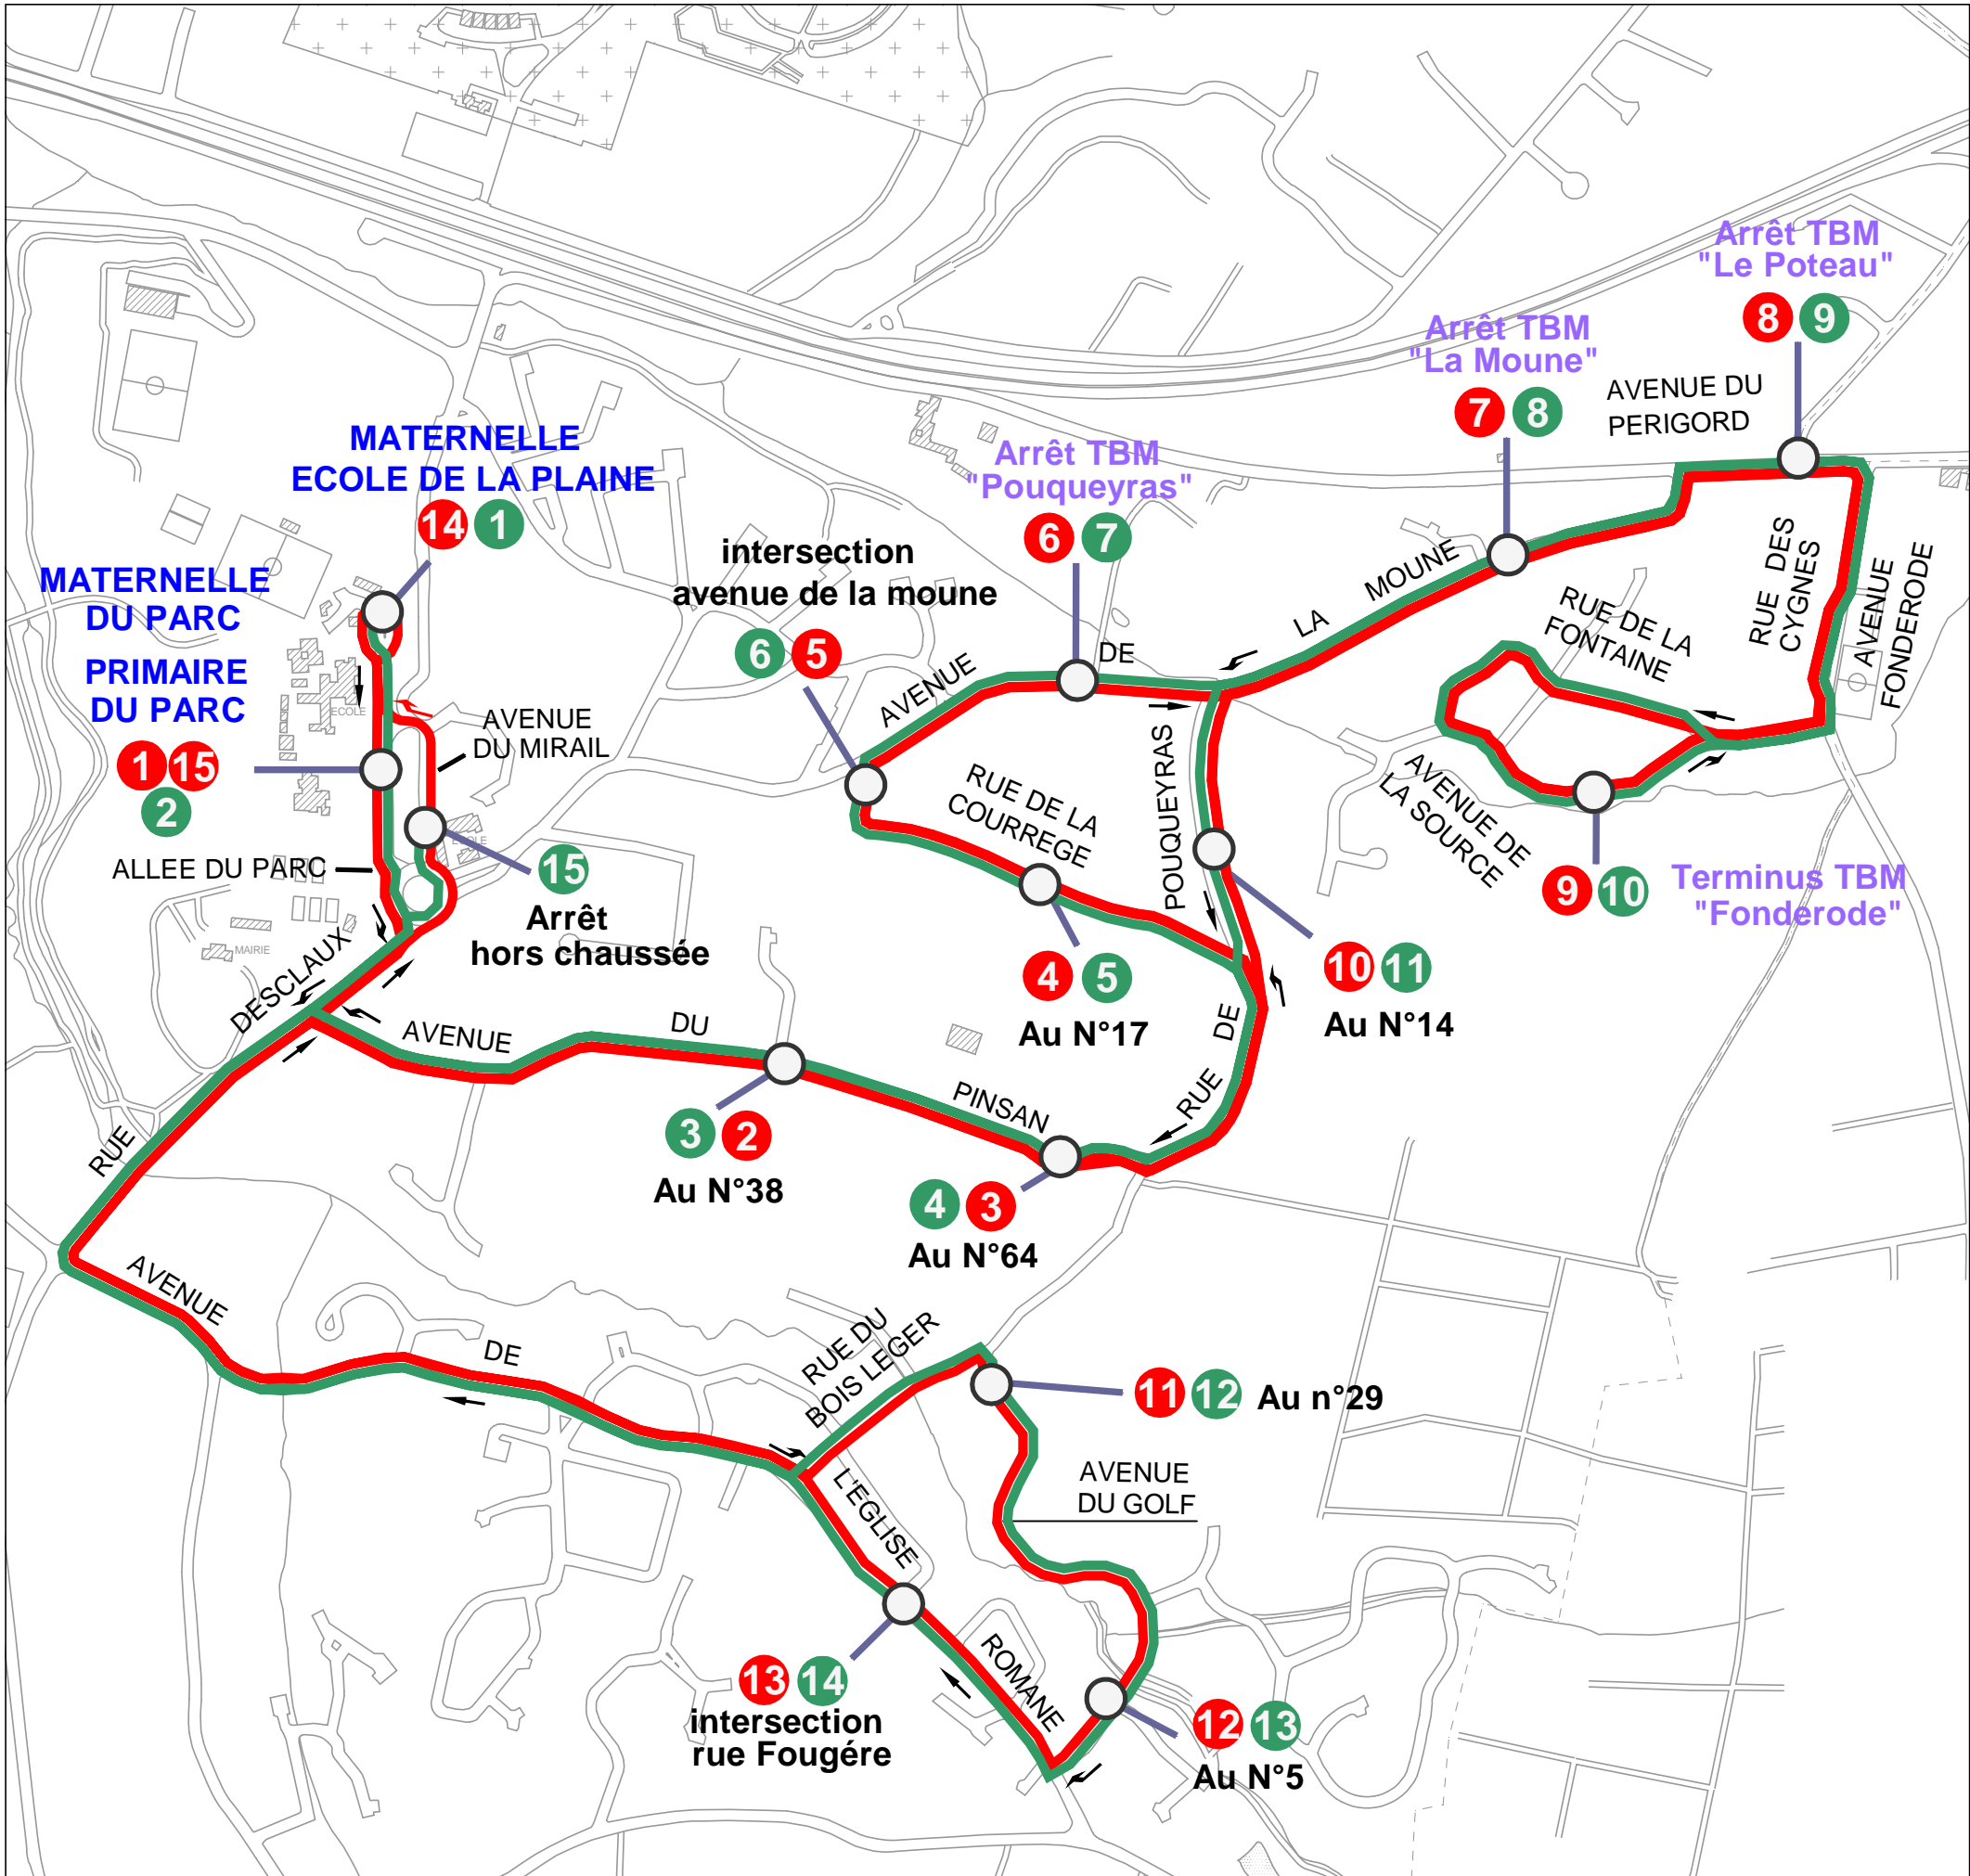 Arrêt TBM
"Le Poteau"
8 9
Arrêt TBM
"La Moune"
7 8
AVENUE DU
PERIGORD
MATERNELLE
ECOLE DE LA PLAINE
14 1
Arrêt TBM
"Pouqueyras"
6 7
intersection
avenue de la moune
6 5
MATERNELLE
DU PARC
PRIMAIRE
DU PARC
1 15
2
ECOLE
AVENUE
DU MIRAIL
AVENUE
DE
LA
MOUNE
RUE DES
CYGNES
AVENUE
FONDERODE
RUE DE LA
FONTAINE
AVENUE DE
LA SOURCE
RUE DE LA
COURREGE
POUQUEYRAS
DE
RUE
ECOLE
ALLEE DU PARC
15
Arrêt
hors chaussée
9 10
Terminus TBM
"Fonderode"
MAIRIE
DESCLAUX
RUE
4 5
Au N°17
10 11
Au N°14
AVENUE
DU
PINSAN
3 2
Au N°38
4 3
Au N°64
AVENUE
DE
L'EGLISE
ROMANE
RUE DU
BOIS LEGER
11 12 Au n°29
AVENUE
DU GOLF
13 14
intersection
rue Fougére
12 13
Au N°5